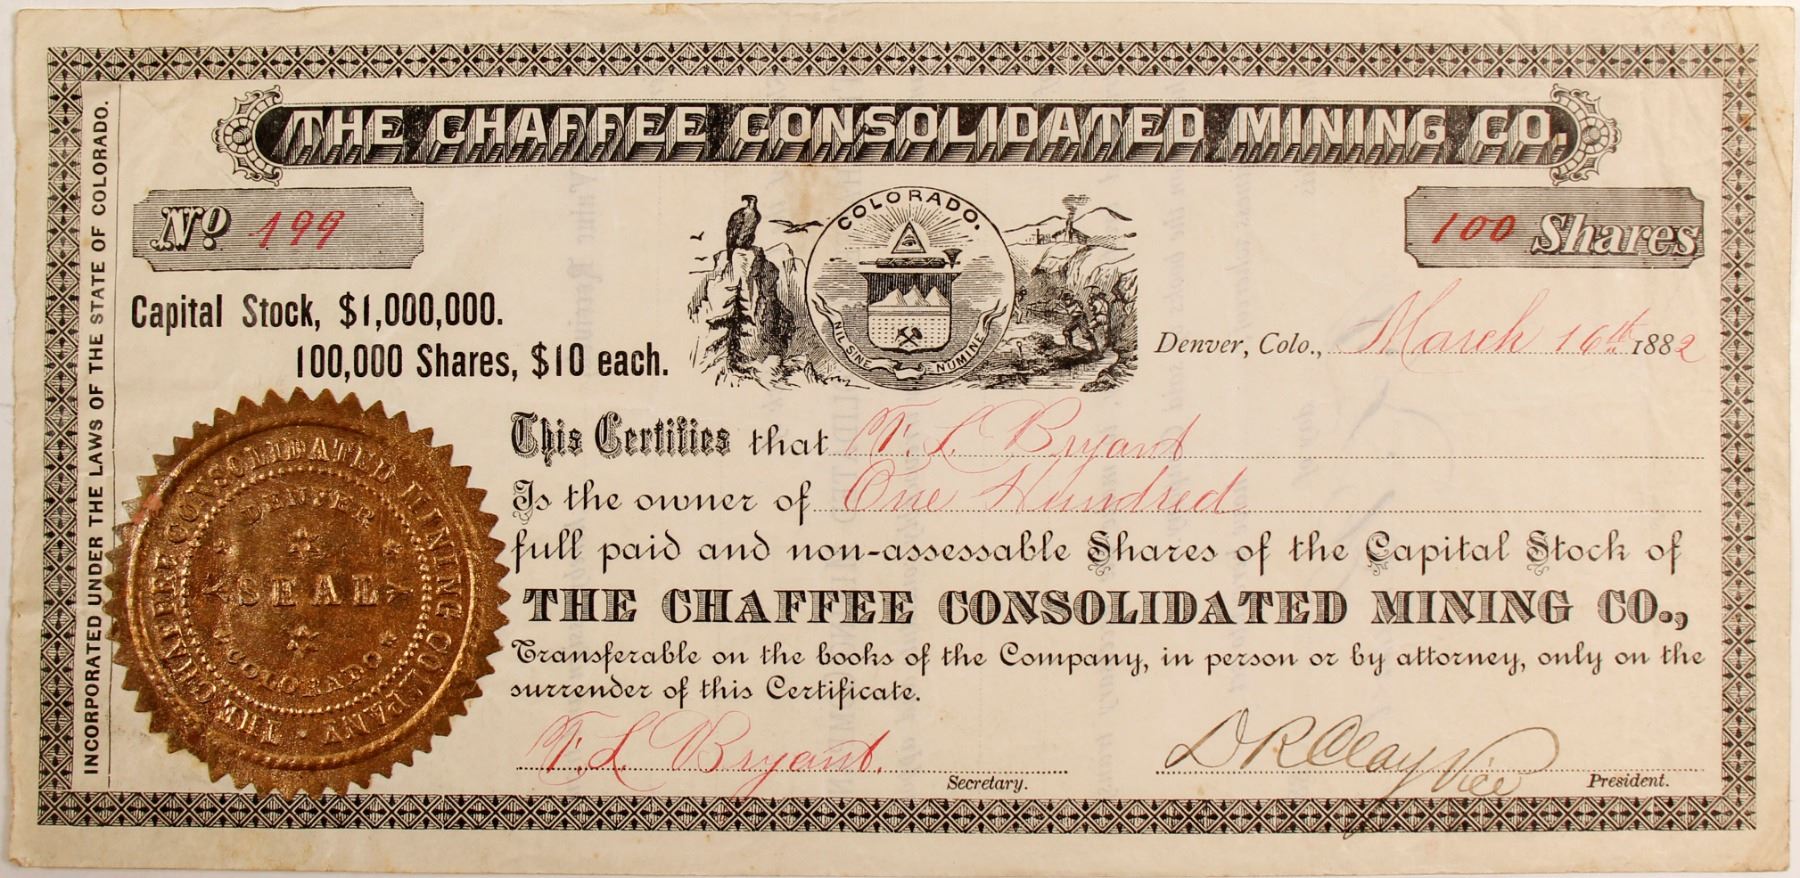 THE CHAFFEE CONSOLIDATED MINING CO.
INCORPORATED UNDER THE LAWS OF THE STATE OF COLORADO.
No 199
COLORADO.
NIL SINE NUMINE
100 Shares
Capital Stock, $1,000,000.
100,000 Shares, $10 each.
Denver, Colo., March 16th 1882
This Certifies that F. L. Bryant
Is the owner of One Hundred
full paid and non-assessable Shares of the Capital Stock of
THE CHAFFEE CONSOLIDATED MINING CO.,
Transferable on the books of the Company, in person or by attorney, only on the
surrender of this Certificate.
THE CHAFFEE CONSOLIDATED MINING COMPANY
DENVER
SEAL
COLORADO
F. L. Bryant. Secretary.
D R Clay Vice President.